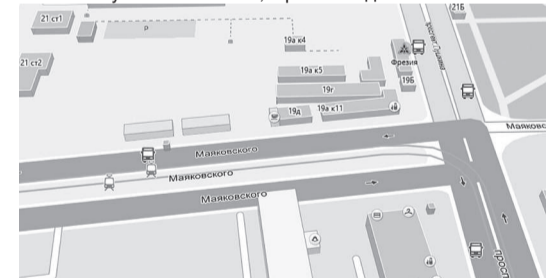 21 ст1
21Б
P
19а к4
Фрезия
21 ст2
19а к5
19Б
19г
19д
19а к11
Маяковс
Маяковского
Маяковского
Маяковского
просп